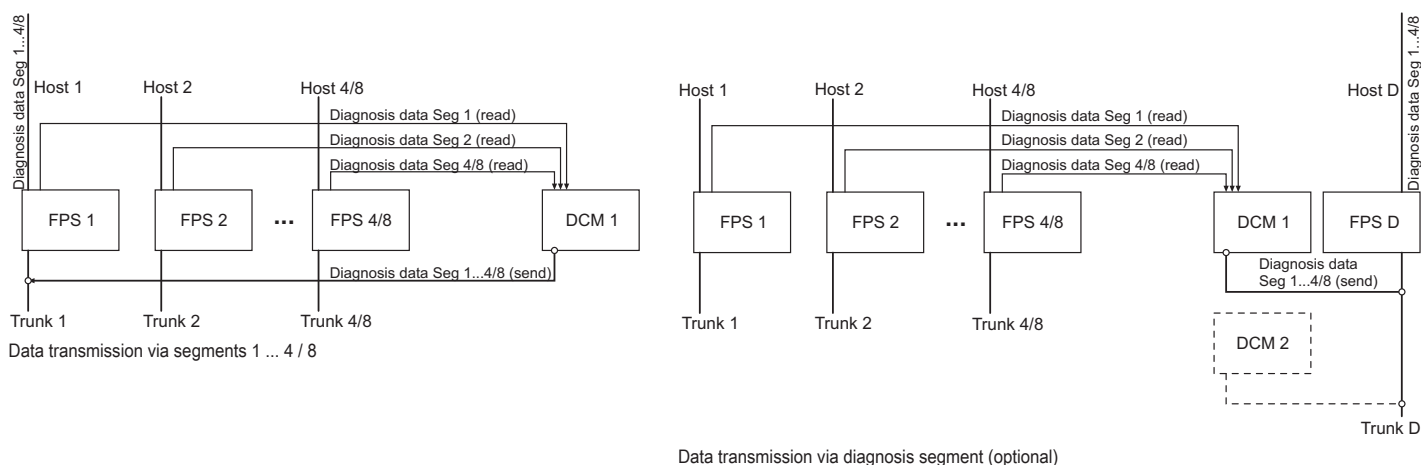 Diagnosis data Seg 1...4/8
Host 1
Host 2
Host 4/8
Diagnosis data Seg 1 (read)
Diagnosis data Seg 2 (read)
Diagnosis data Seg 4/8 (read)
FPS 1
FPS 2
...
FPS 4/8
DCM 1
Diagnosis data Seg 1...4/8 (send)
Trunk 1
Trunk 2
Trunk 4/8
Data transmission via segments 1 ... 4 / 8
Host 1
Host 2
Host 4/8
Host D
Diagnosis data Seg 1...4/8
Diagnosis data Seg 1 (read)
Diagnosis data Seg 2 (read)
Diagnosis data Seg 4/8 (read)
FPS 1
FPS 2
...
FPS 4/8
DCM 1
FPS D
Diagnosis data
Seg 1...4/8 (send)
Trunk 1
Trunk 2
Trunk 4/8
DCM 2
Trunk D
Data transmission via diagnosis segment (optional)